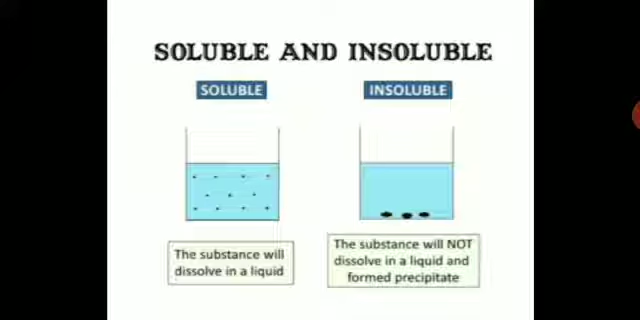 SOLUBLE AND INSOLUBLE
SOLUBLE
INSOLUBLE
The substance will
dissolve in a liquid
The substance will NOT
dissolve in a liquid and
formed precipitate